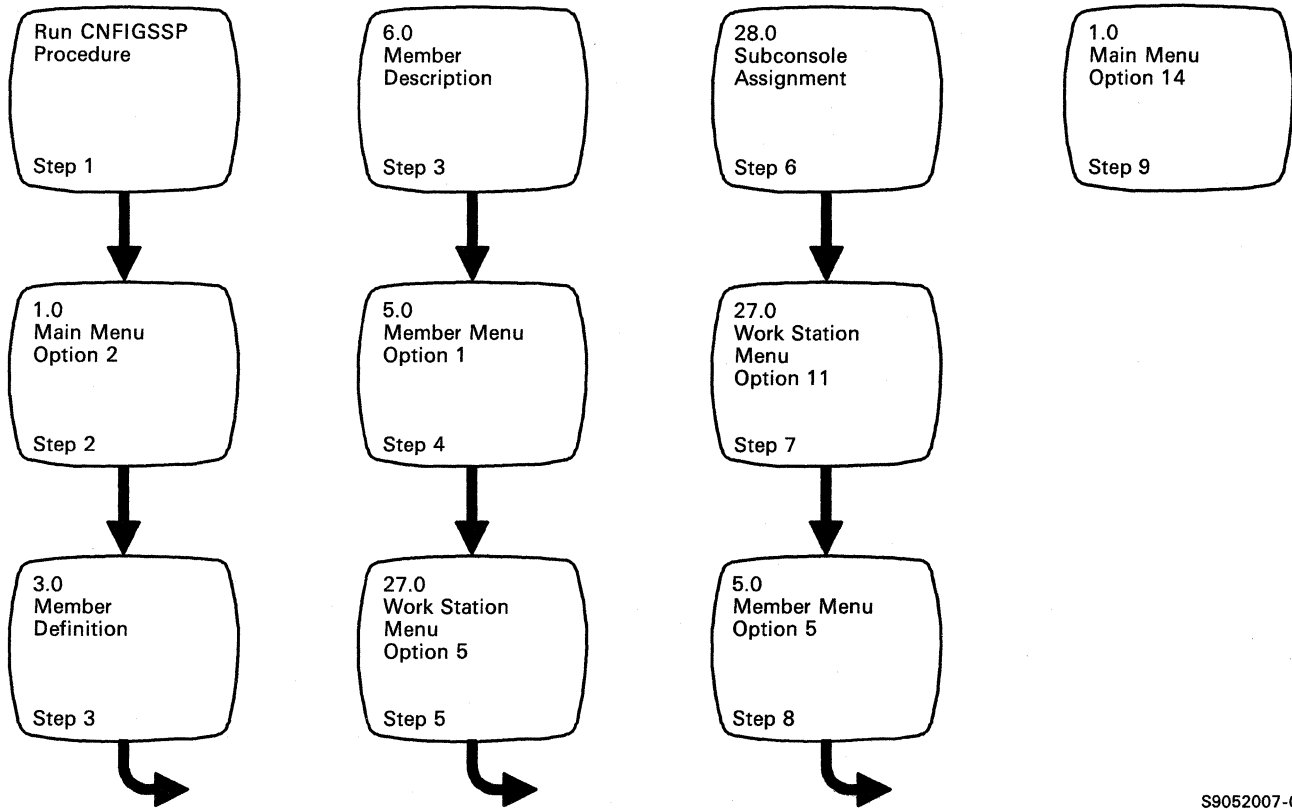 Run CNFIGSSP
Procedure
Step 1
1.0
Main Menu
Option 2
Step 2
3.0
Member
Definition
Step 3
6.0
Member
Description
Step 3
5.0
Member Menu
Option 1
Step 4
27.0
Work Station
Menu
Option 5
Step 5
28.0
Subconsole
Assignment
Step 6
27.0
Work Station
Menu
Option 11
Step 7
5.0
Member Menu
Option 5
Step 8
1.0
Main Menu
Option 14
Step 9